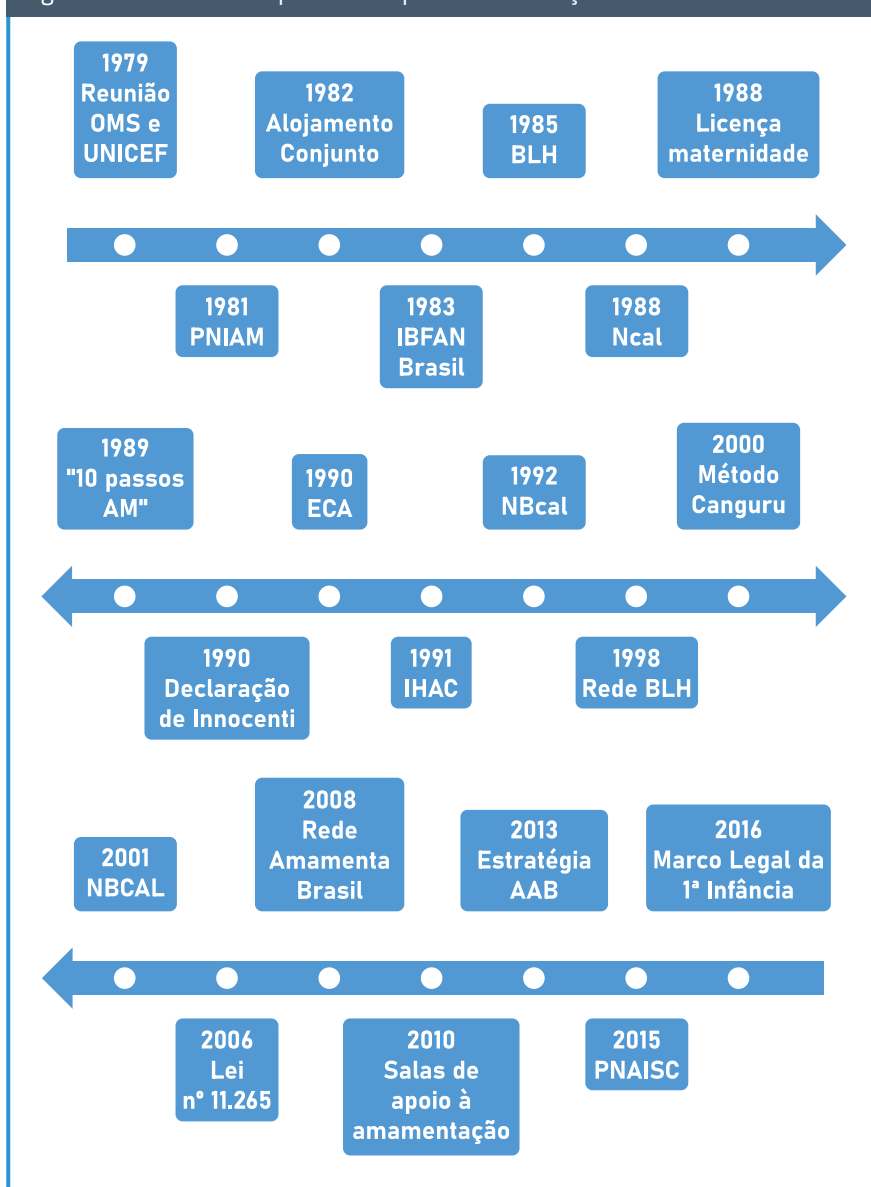 1979
Reunião
OMS e
UNICEF
1981
PNIAM
1982
Alojamento
Conjunto
1983
IBFAN
Brasil
1985
BLH
1988
Ncal
1988
Licença
maternidade
1989
"10 passos
AM"
1990
Declaração
de Innocenti
1990
ECA
1991
IHAC
1992
NBcal
1998
Rede BLH
2000
Método
Canguru
2001
NBCAL
2006
Lei
nº 11.265
2008
Rede
Amamenta
Brasil
2010
Salas de
apoio à
amamentação
2013
Estratégia
AAB
2015
PNAISC
2016
Marco Legal da
1ª Infância